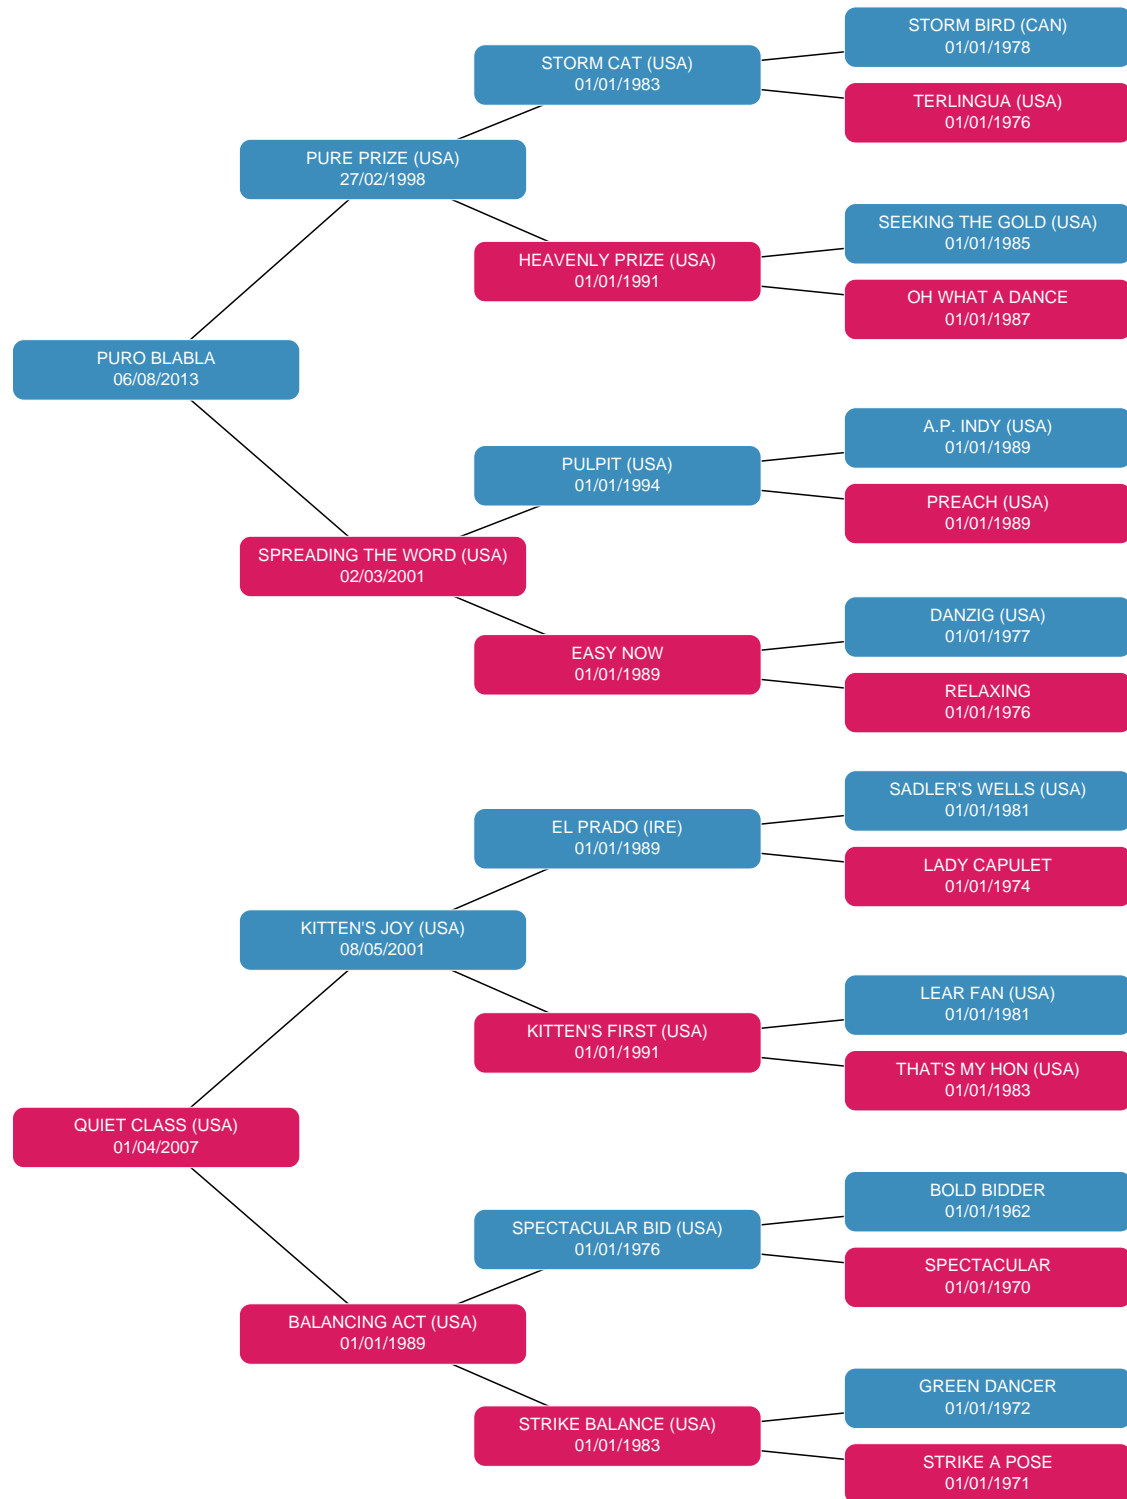 STORM BIRD (CAN)
01/01/1978
STORM CAT (USA)
01/01/1983
TERLINGUA (USA)
01/01/1976
PURE PRIZE (USA)
27/02/1998
SEEKING THE GOLD (USA)
01/01/1985
HEAVENLY PRIZE (USA)
01/01/1991
OH WHAT A DANCE
01/01/1987
PURO BLABLA
06/08/2013
A.P. INDY (USA)
01/01/1989
PULPIT (USA)
01/01/1994
PREACH (USA)
01/01/1989
SPREADING THE WORD (USA)
02/03/2001
DANZIG (USA)
01/01/1977
EASY NOW
01/01/1989
RELAXING
01/01/1976
SADLER'S WELLS (USA)
01/01/1981
EL PRADO (IRE)
01/01/1989
LADY CAPULET
01/01/1974
KITTEN'S JOY (USA)
08/05/2001
LEAR FAN (USA)
01/01/1981
KITTEN'S FIRST (USA)
01/01/1991
THAT'S MY HON (USA)
01/01/1983
QUIET CLASS (USA)
01/04/2007
BOLD BIDDER
01/01/1962
SPECTACULAR BID (USA)
01/01/1976
SPECTACULAR
01/01/1970
BALANCING ACT (USA)
01/01/1989
GREEN DANCER
01/01/1972
STRIKE BALANCE (USA)
01/01/1983
STRIKE A POSE
01/01/1971